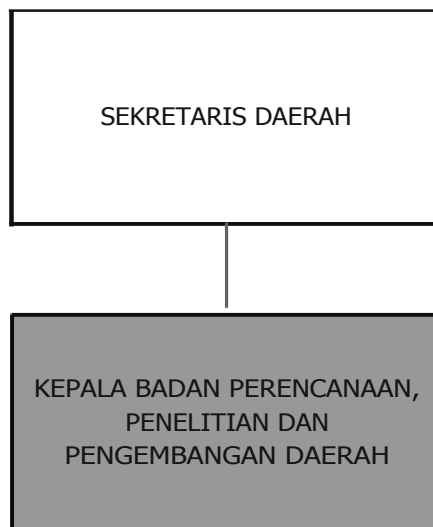 SEKRETARIS DAERAH
KEPALA BADAN PERENCANAAN,
PENELITIAN DAN
PENGEMBANGAN DAERAH